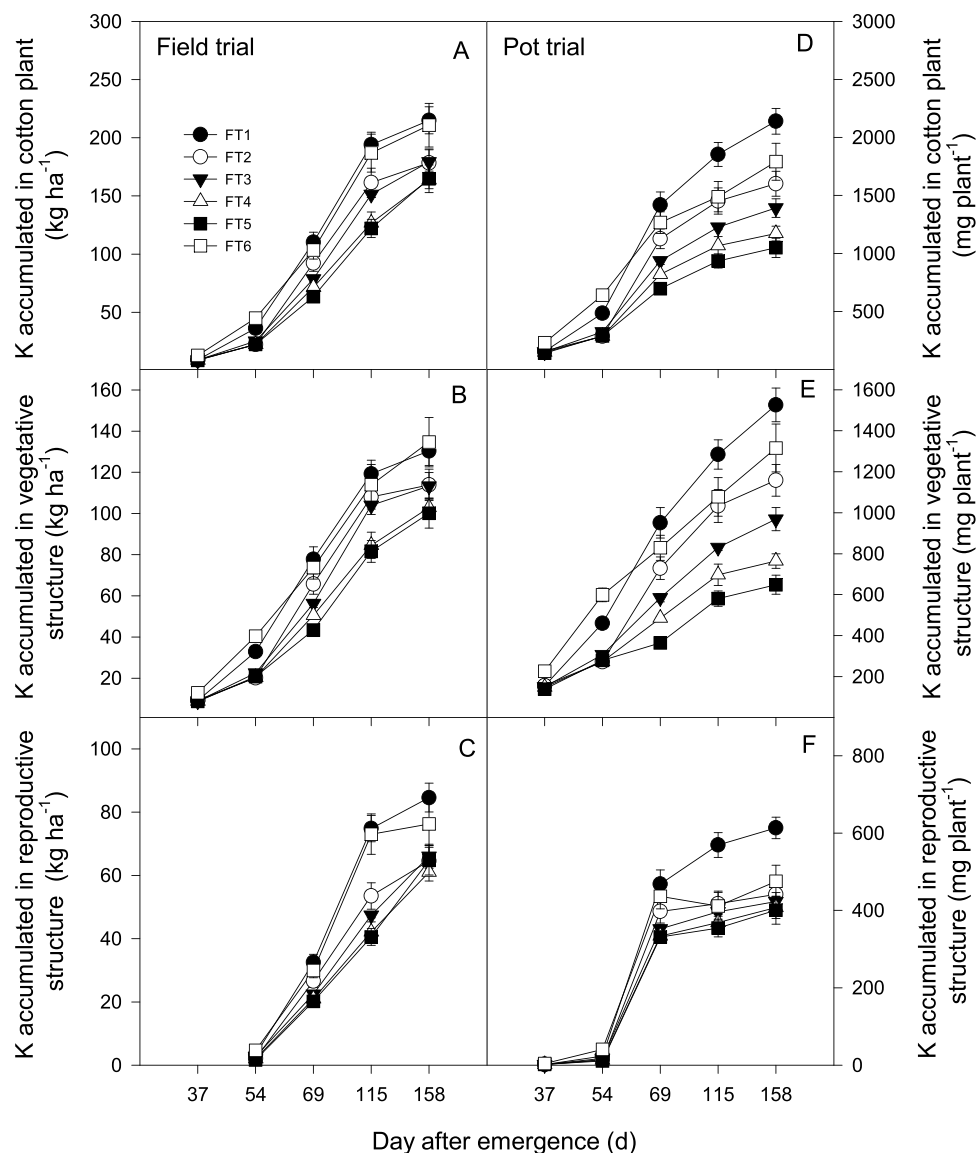 Field trial
A
Pot trial
D
K accumulated in cotton plant
(kg ha-1)
300
250
200
150
100
50
FT1
FT2
FT3
FT4
FT5
FT6
3000
2500
2000
1500
1000
500
K accumulated in cotton plant
(mg plant-1)
B
E
K accumulated in vegetative
structure (kg ha-1)
160
140
120
100
80
60
40
20
1600
1400
1200
1000
800
600
400
200
K accumulated in vegetative
structure (mg plant-1)
C
F
K accumulated in reproductive
structure (kg ha-1)
100
80
60
40
20
0
800
600
400
200
0
K accumulated in reproductive
structure (mg plant-1)
37 54 69 115 158
37 54 69 115 158
Day after emergence (d)